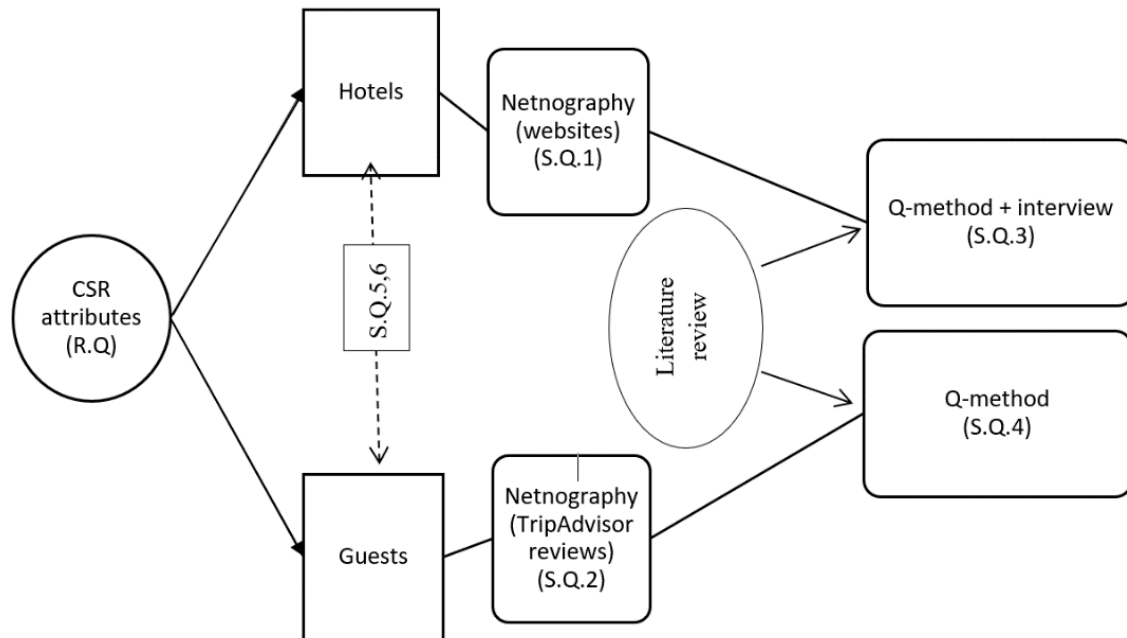 CSR
attributes
(R.Q)
Hotels
Netnography
(websites)
(S.Q.1)
Q-method + interview
(S.Q.3)
S.Q.5,6
Literature
review
Q-method
(S.Q.4)
Guests
Netnography
(TripAdvisor
reviews)
(S.Q.2)